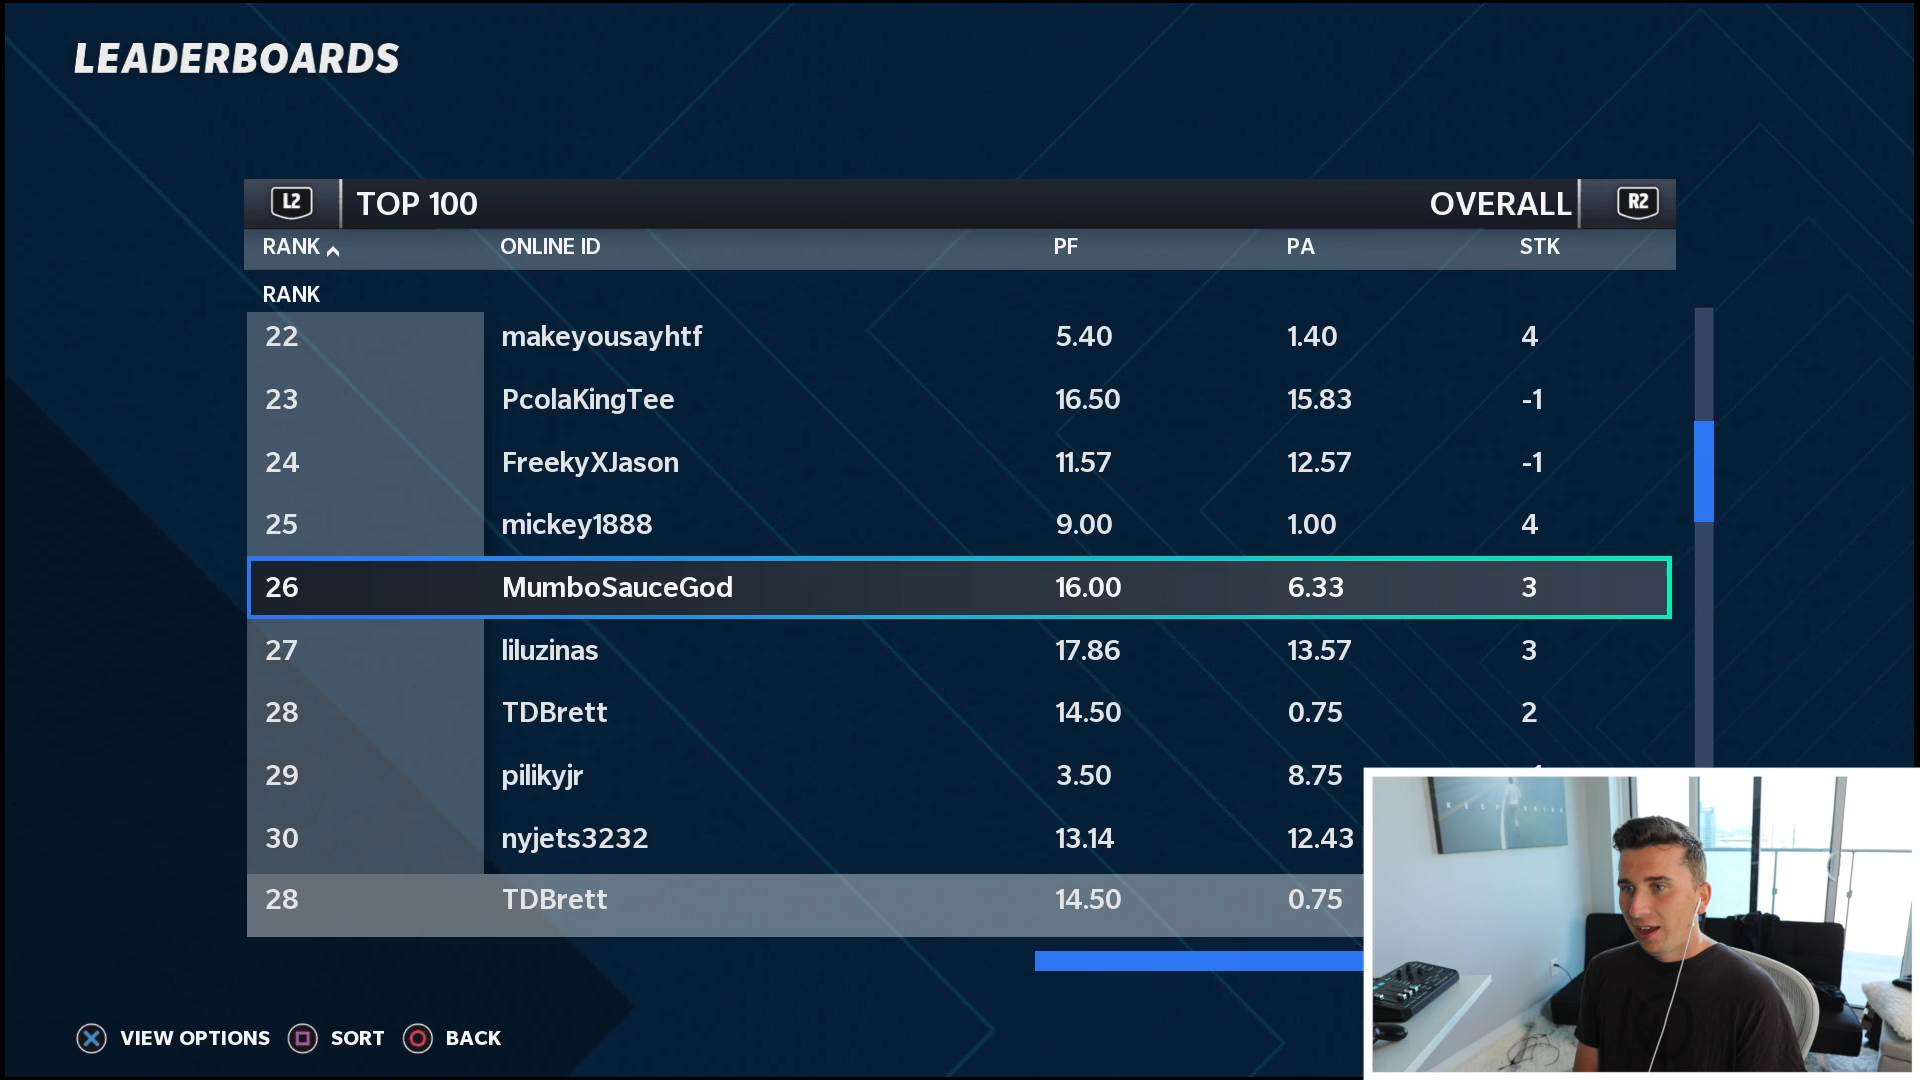 LEADERBOARDS
L2 TOP 100 OVERALL R2
RANK ONLINE ID PF PA STK
RANK
22 makeyousayhtf 5.40 1.40 4
23 PcolaKingTee 16.50 15.83 -1
24 FreekyXJason 11.57 12.57 -1
25 mickey1888 9.00 1.00 4
26 MumboSauceGod 16.00 6.33 3
27 liluzinas 17.86 13.57 3
28 TDBrett 14.50 0.75 2
29 pilikyjr 3.50 8.75
30 nyjets3232 13.14 12.43
28 TDBrett 14.50 0.75
VIEW OPTIONS SORT BACK